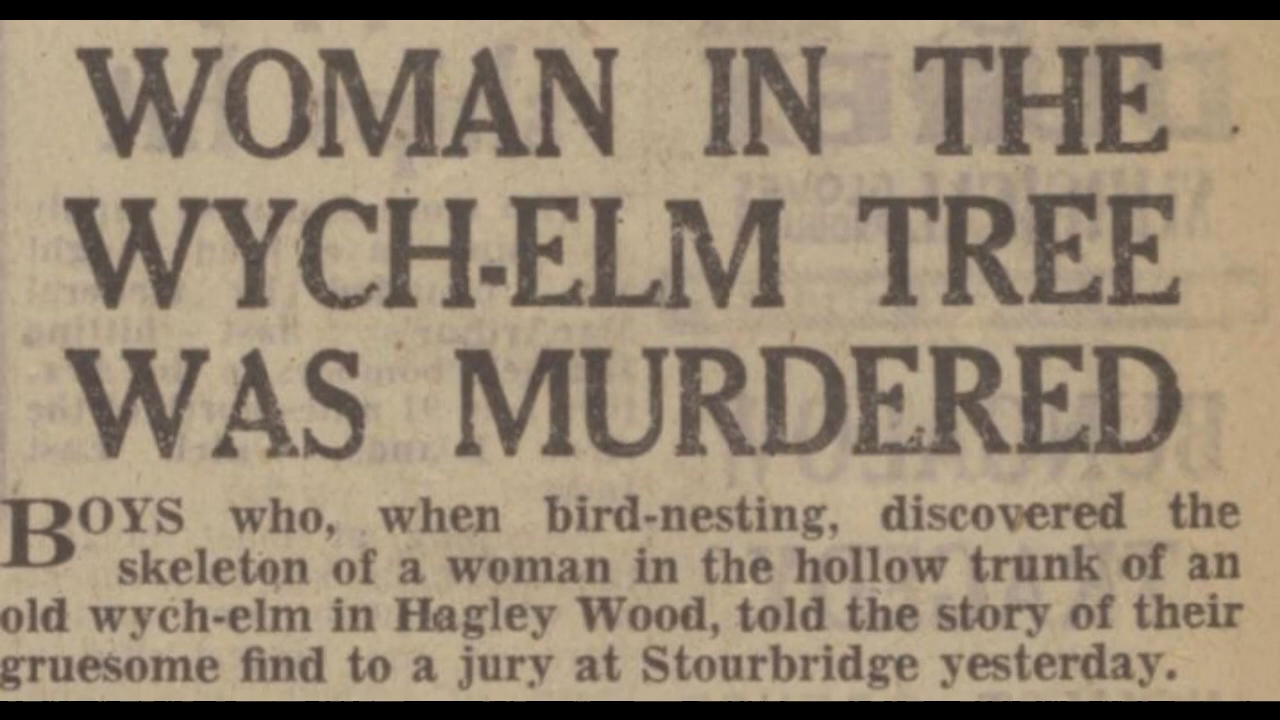 WOMAN IN THE
WYCH-ELM TREE
WAS MURDERED
BOYS who, when bird-nesting, discovered the
skeleton of a woman in the hollow trunk of an
old wych-elm in Hagley Wood, told the story of their
gruesome find to a jury at Stourbridge yesterday.